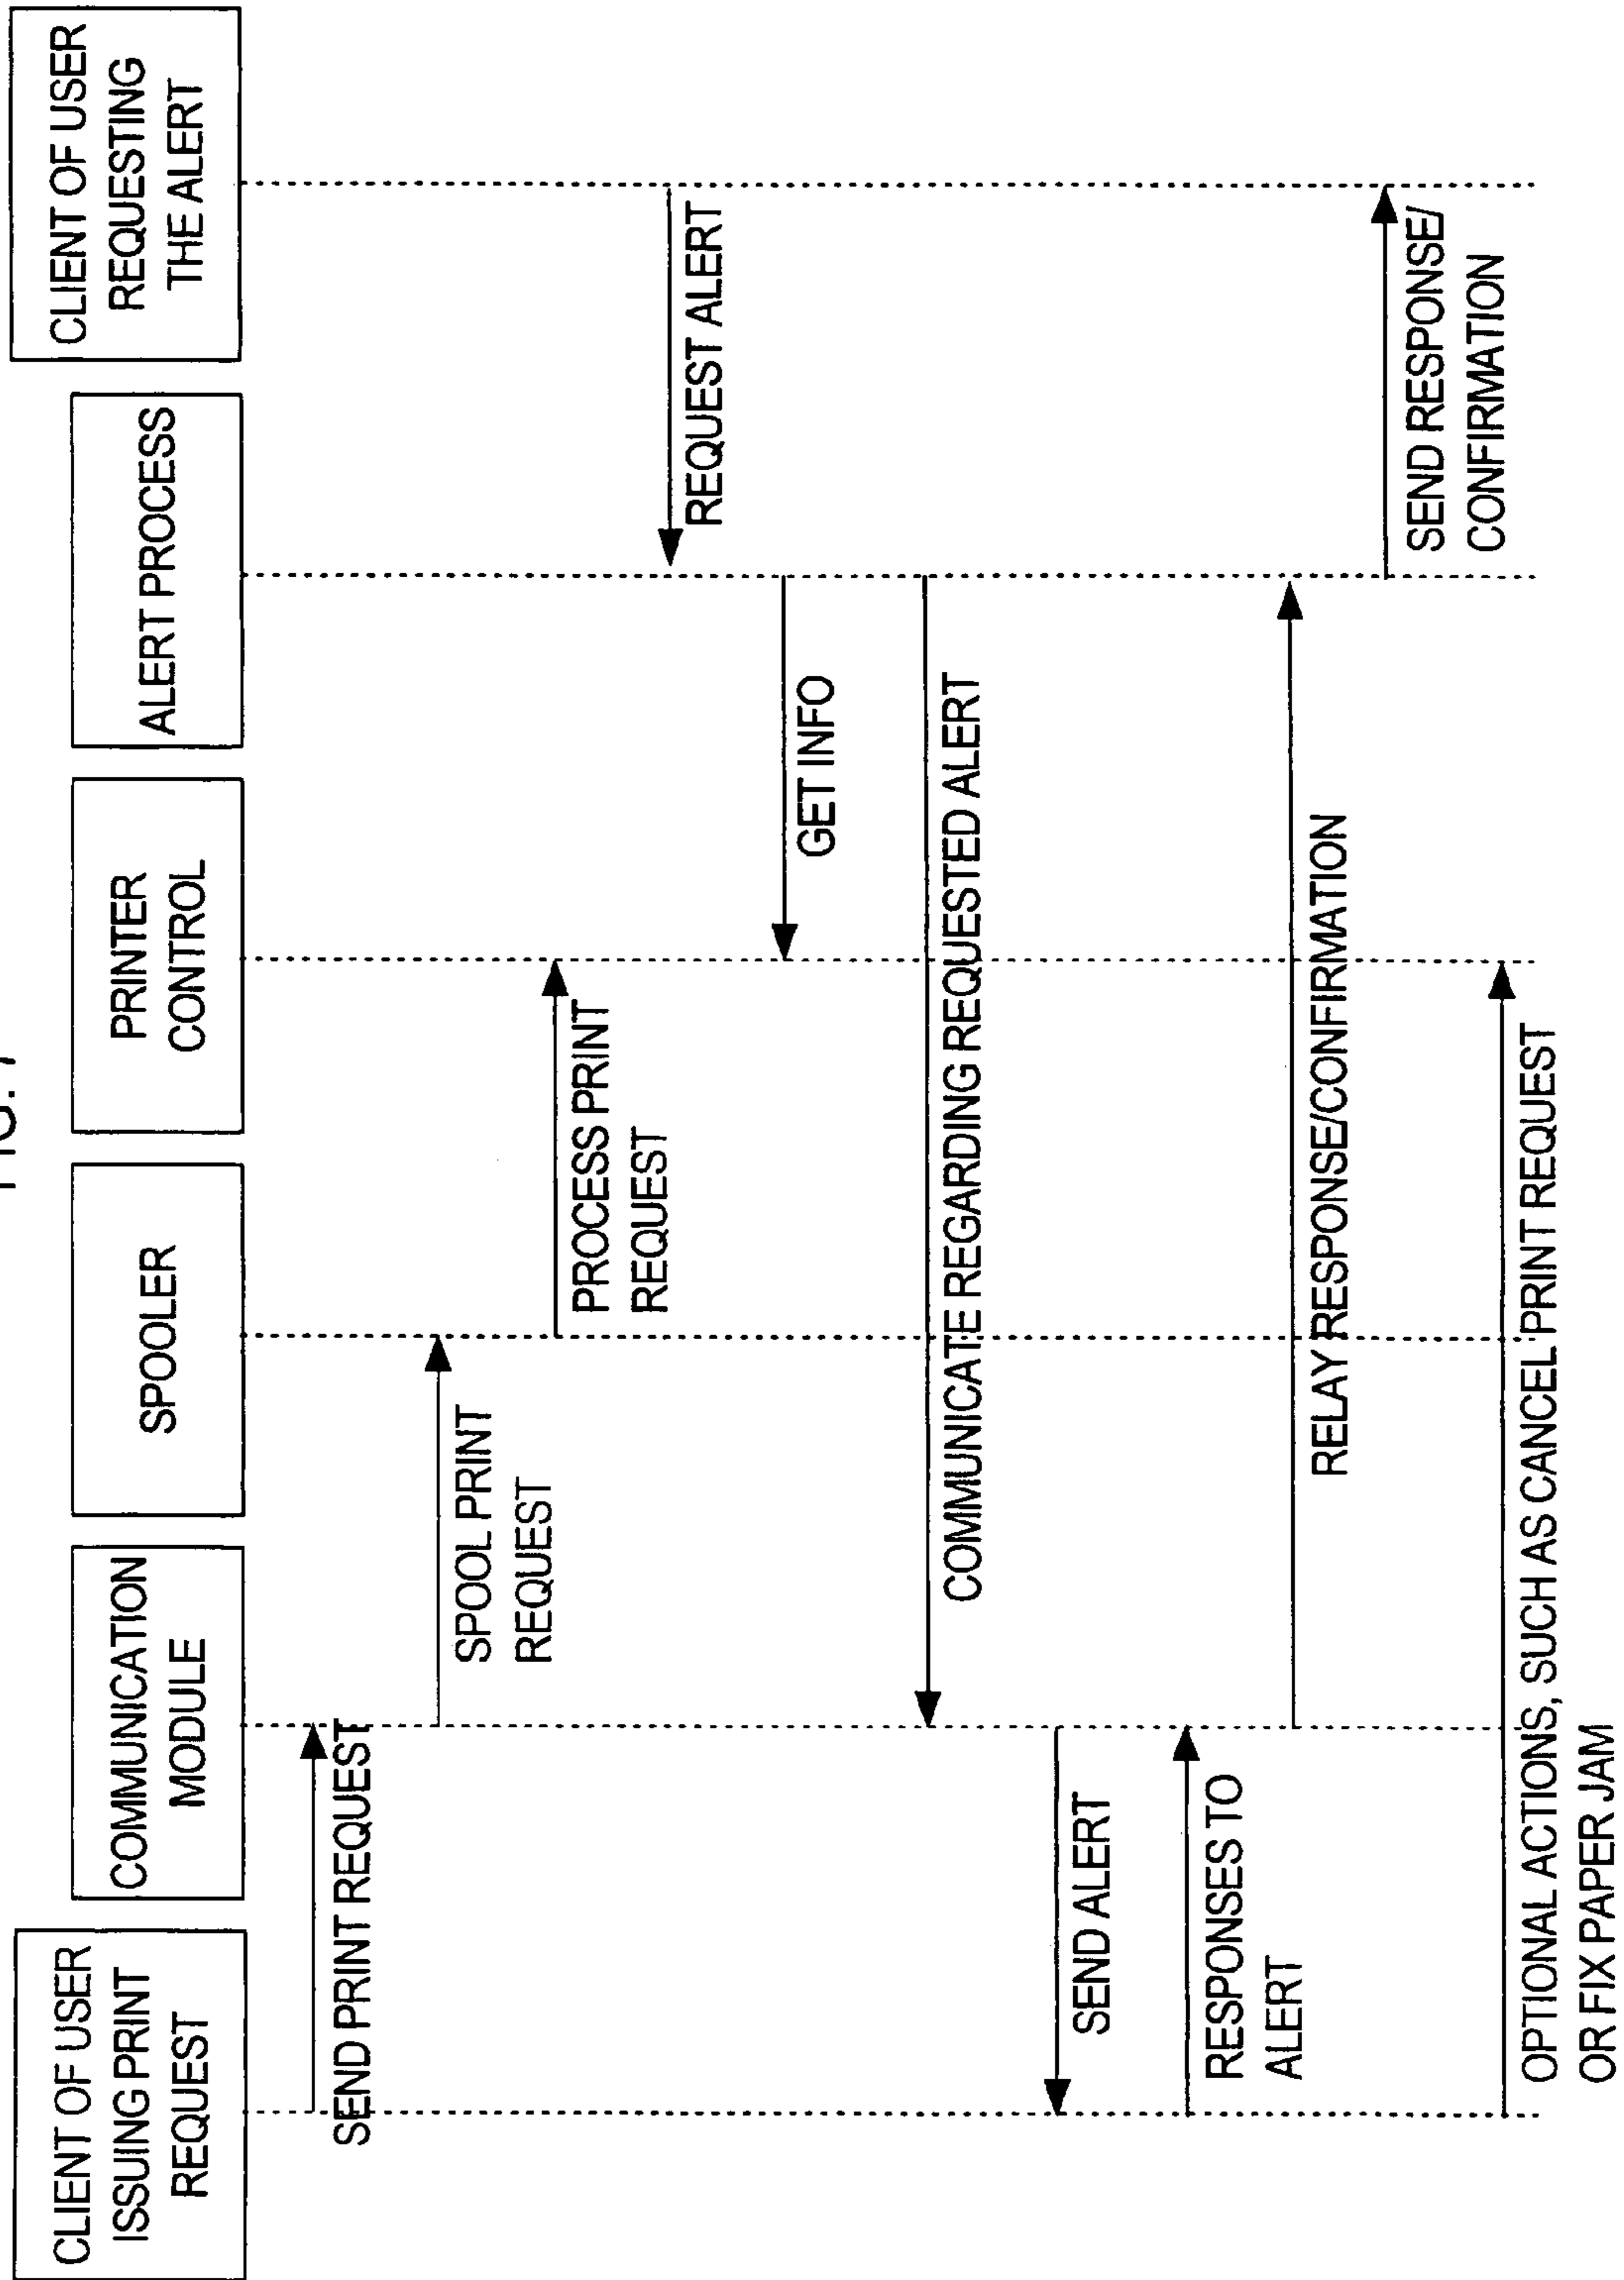 CLIENT OF USER
ISSUING PRINT
REQUEST
COMMUNICATION
MODULE
SPOOLER
PRINTER
CONTROL
ALERT PROCESS
CLIENT OF USER
REQUESTING
THE ALERT
SEND PRINT REQUEST
SPOOL PRINT
REQUEST
PROCESS PRINT
REQUEST
REQUEST ALERT
GET INFO
COMMUNICATE REGARDING REQUESTED ALERT
SEND ALERT
RESPONSES TO
ALERT
RELAY RESPONSE/CONFIRMATION
SEND RESPONSE/
CONFIRMATION
OPTIONAL ACTIONS, SUCH AS CANCEL PRINT REQUEST
OR FIX PAPER JAM